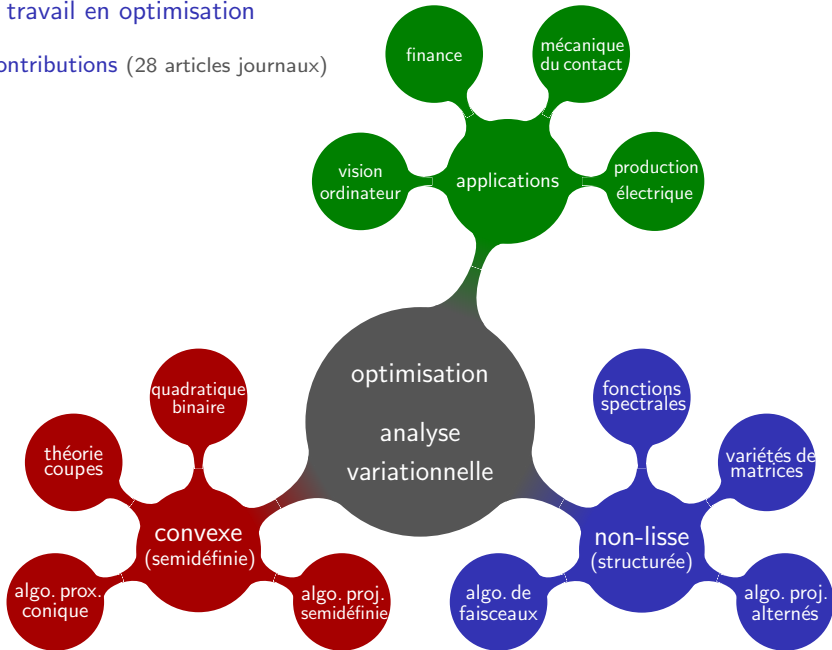 travail en optimisation
ontributions (28 articles journaux)
finance
mécanique
du contact
vision
ordinateur
applications
production
électrique
optimisation
analyse
variationnelle
quadratique
binaire
théorie
coupes
convexe
(semidéfinie)
algo. prox.
conique
algo. proj.
semidéfinie
fonctions
spectrales
variétés de
matrices
non-lisse
(structurée)
algo. de
faisceaux
algo. proj.
alternés